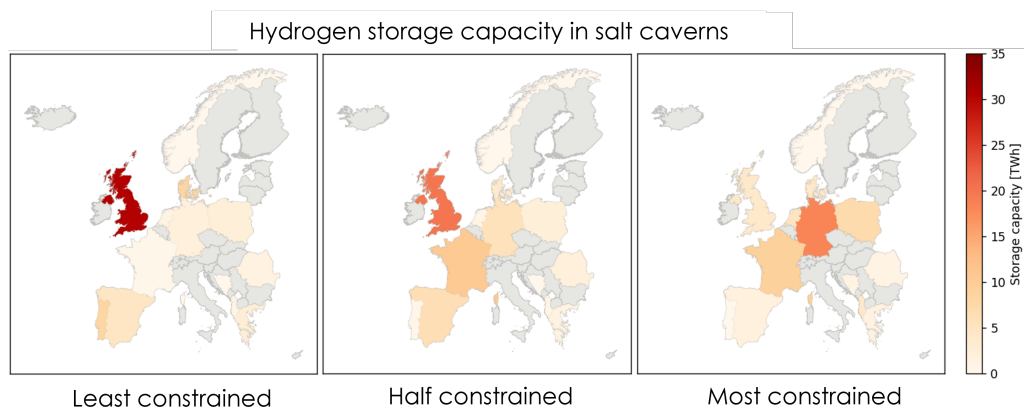 Hydrogen storage capacity in salt caverns
35
30
25
20
15
10
5
0
Storage capacity [TWh]
Least constrained
Half constrained
Most constrained